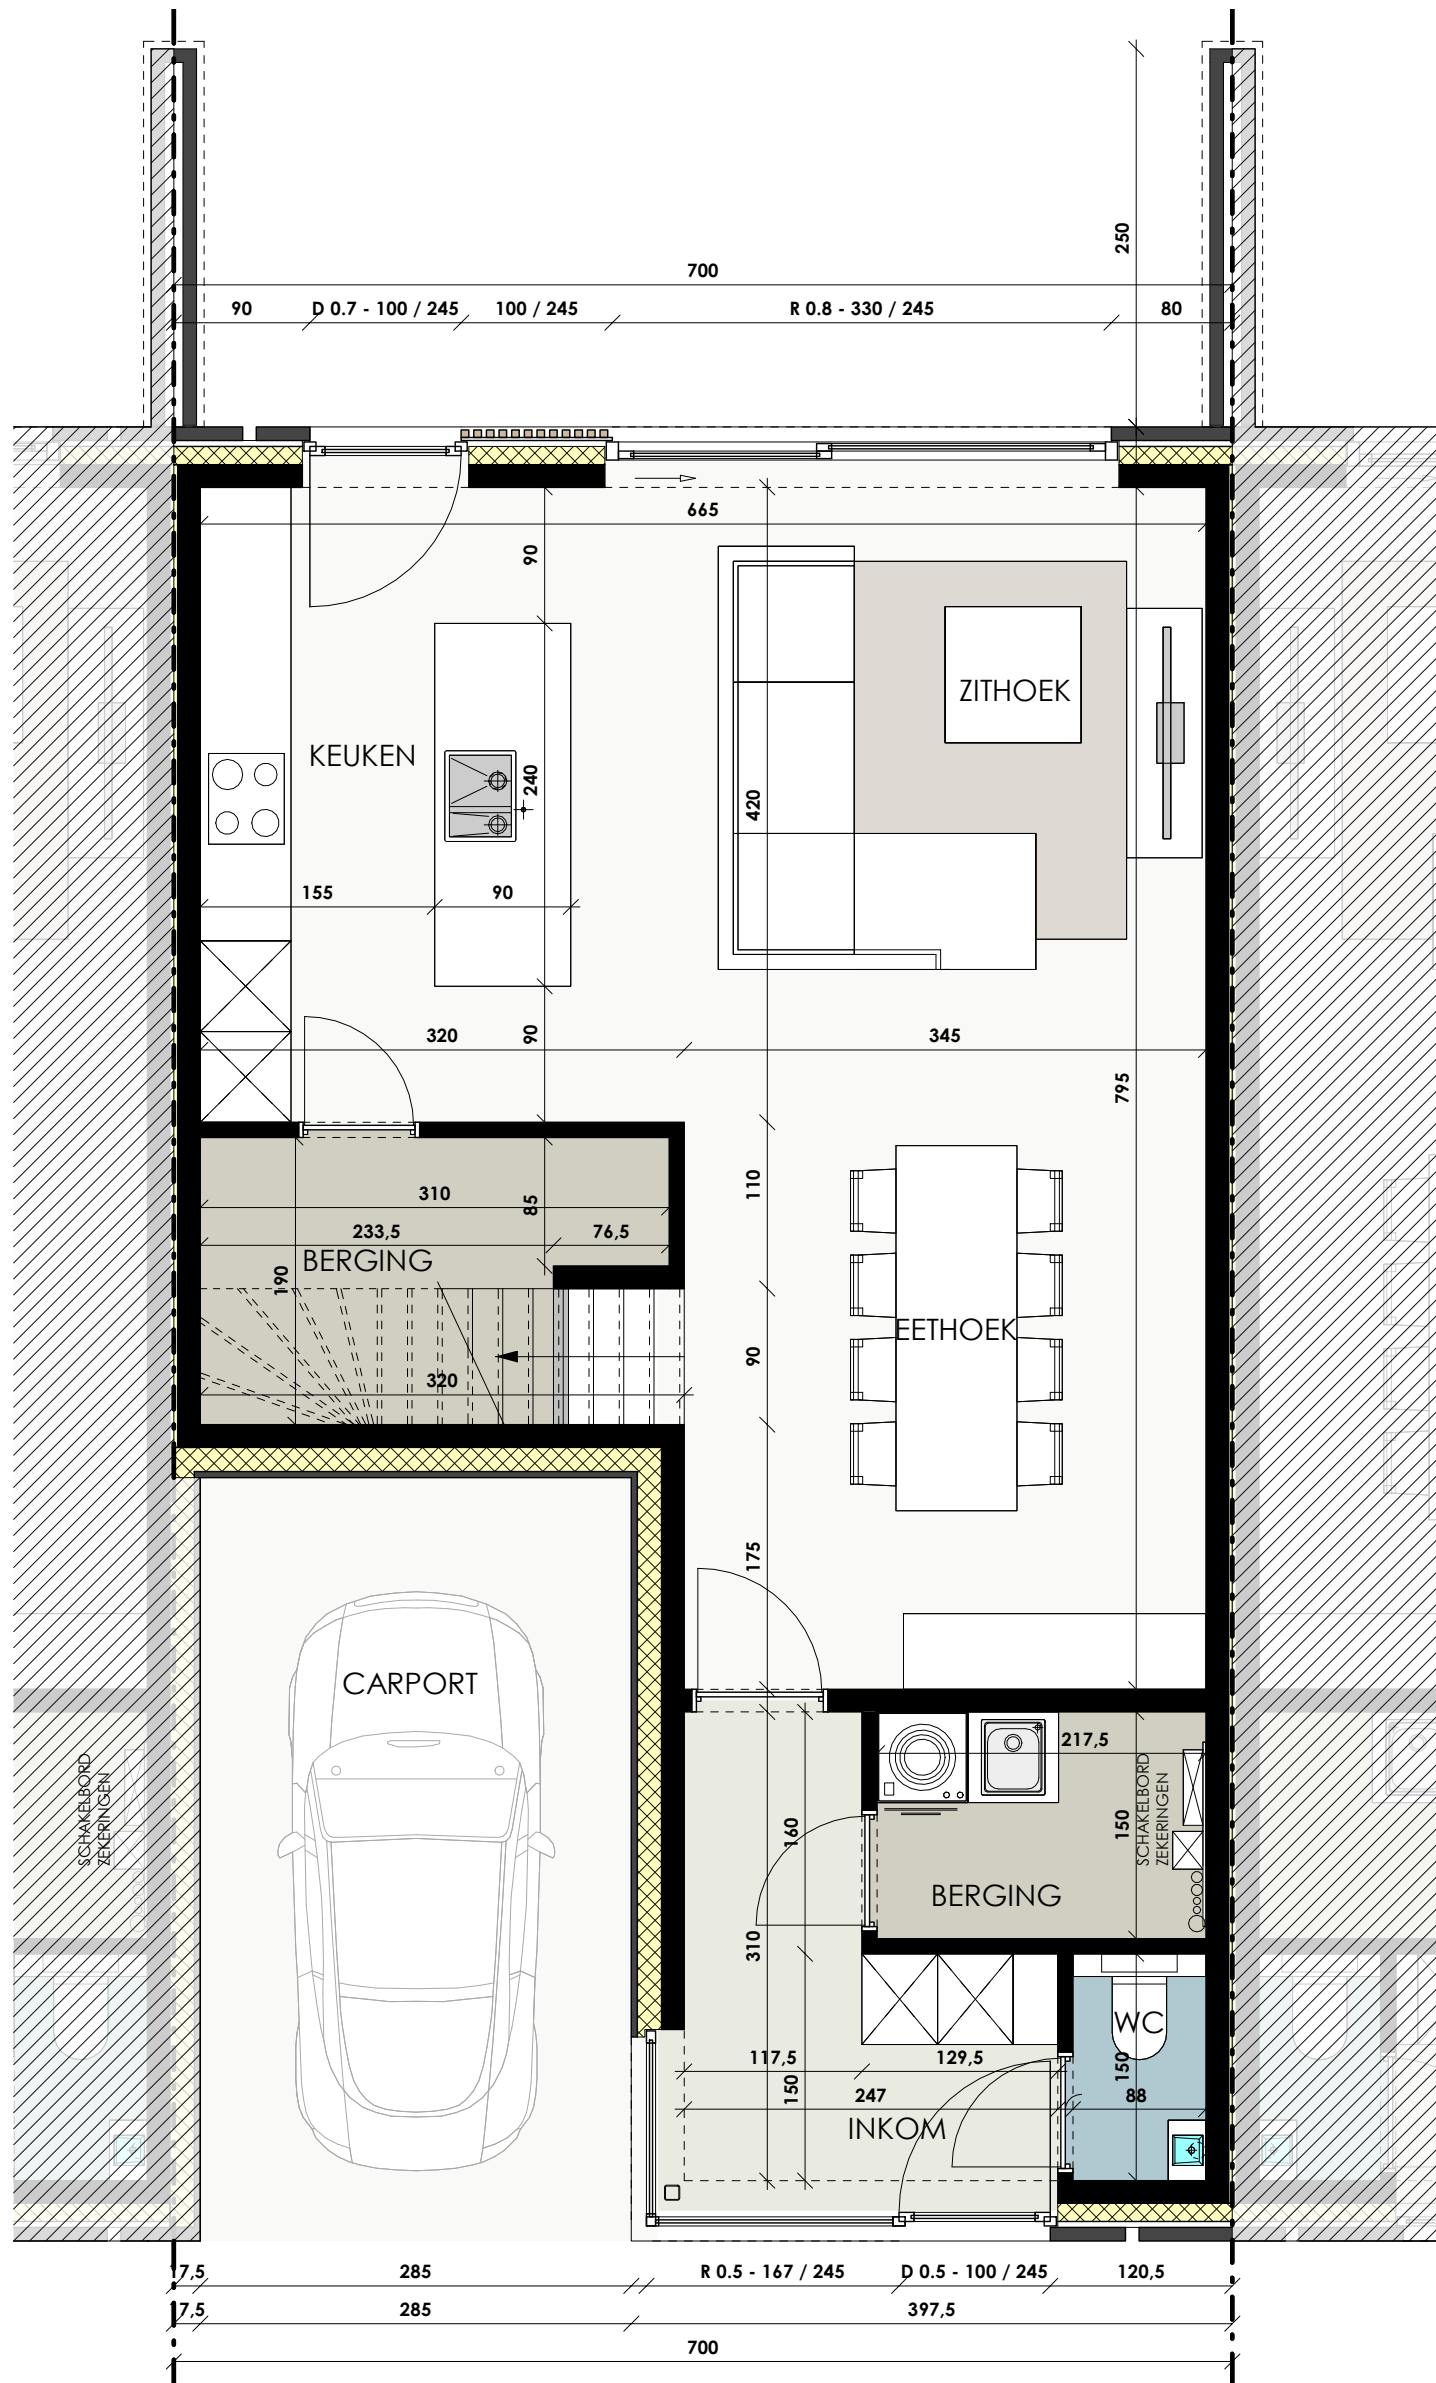 250
700
90
D 0.7 - 100 / 245
100 / 245
R 0.8 - 330 / 245
80
665
90
ZITHOEK
KEUKEN
240
420
155
90
90
320
345
795
110
310
85
233,5
76,5
BERGING
190
EETHOEK
90
320
175
CARPORT
217,5
SCHAKELBORD
ZEKERINGEN
SCHAKELBORD
ZEKERINGEN
160
150
BERGING
310
WC
117,5
129,5
150
150
247
88
INKOM
17,5
285
R 0.5 - 167 / 245
D 0.5 - 100 / 245
120,5
17,5
285
397,5
700